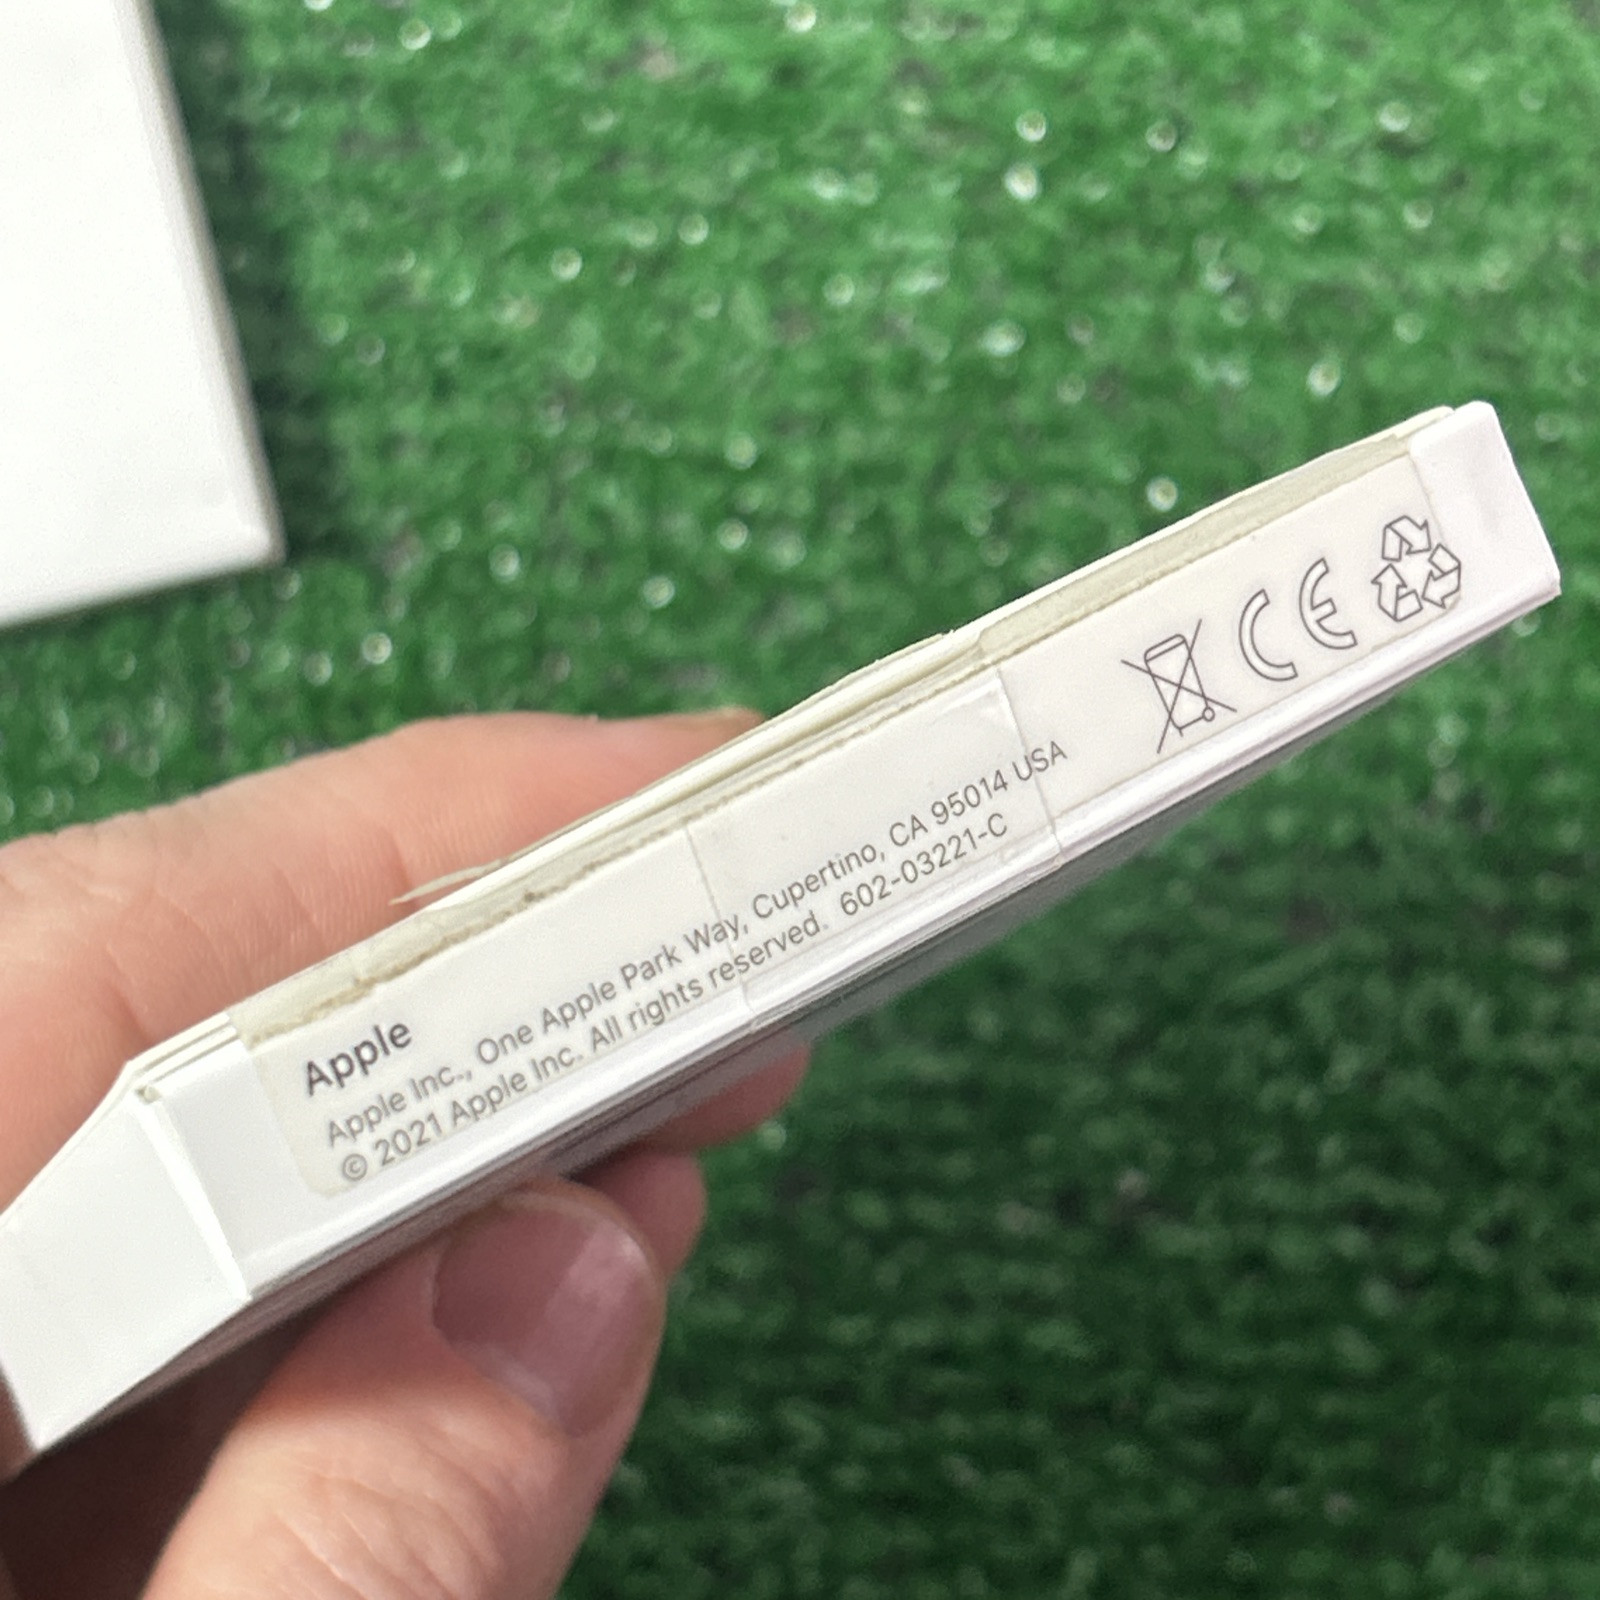 Apple
Apple Inc., One Apple Park Way, Cupertino, CA 95014 USA
© 2021 Apple Inc. All rights reserved. 602-03221-C
CE